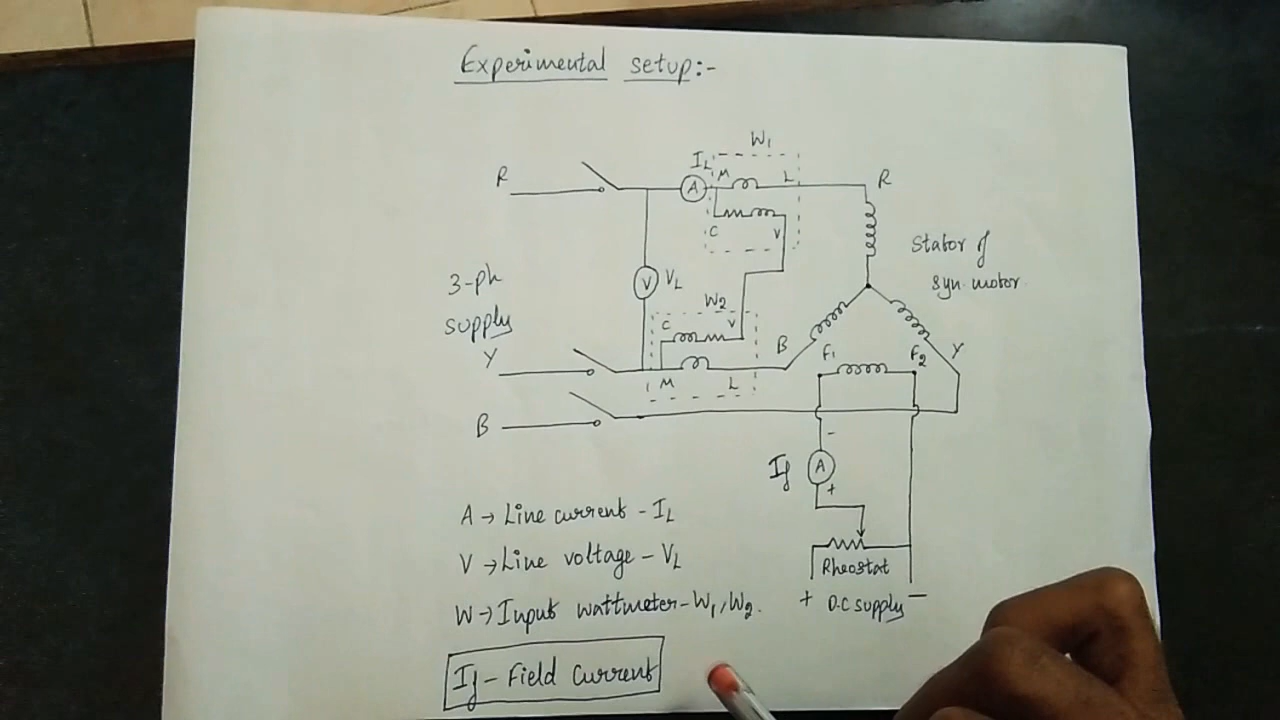 Experimental setup:-
W1
IL
R
A
M
L
R
C
V
Stator of
syn. motor
3-ph
supply
V
VL
W2
C
V
B
F1
F2
Y
Y
M
L
B
-
If
A
+
A → Line current - IL
V → Line voltage - VL
Rheostat
W → Input wattmeter - W1, W2.
+ D.C supply -
If - Field Current